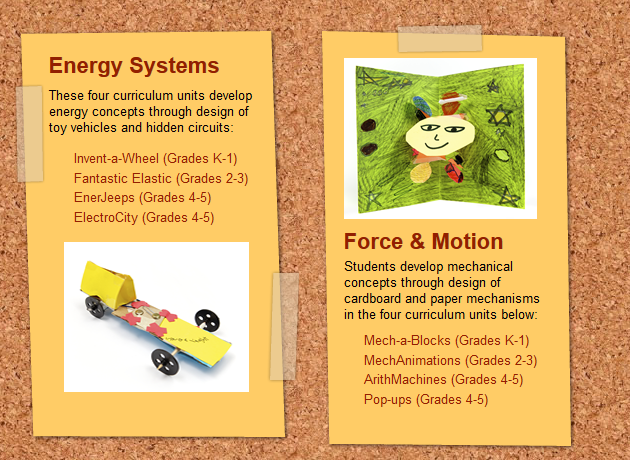 Energy Systems
These four curriculum units develop
energy concepts through design of
toy vehicles and hidden circuits:
Invent-a-Wheel (Grades K-1)
Fantastic Elastic (Grades 2-3)
EnerJeeps (Grades 4-5)
ElectroCity (Grades 4-5)
Force & Motion
Students develop mechanical
concepts through design of
cardboard and paper mechanisms
in the four curriculum units below:
Mech-a-Blocks (Grades K-1)
MechAnimations (Grades 2-3)
ArithMachines (Grades 4-5)
Pop-ups (Grades 4-5)